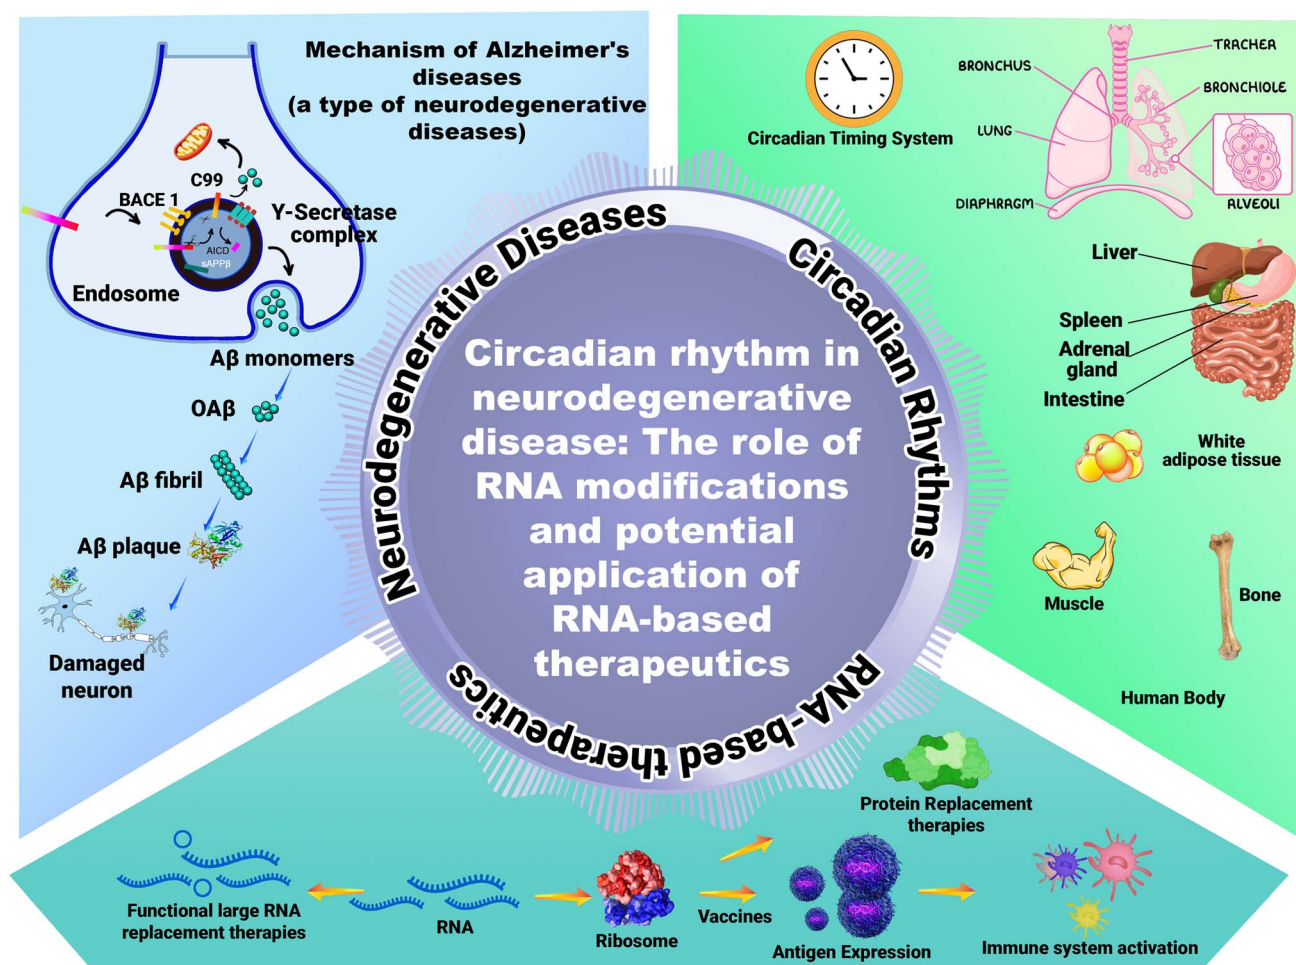 Mechanism of Alzheimer's
diseases
(a type of neurodegenerative
diseases)
C99
BACE 1
Y-Secretase
complex
AICD
sAPPβ
Endosome
Aβ monomers
OAβ
Aβ fibril
Aβ plaque
Damaged
neuron
Circadian Timing System
TRACHEA
BRONCHUS
BRONCHIOLE
LUNG
DIAPHRAGM
ALVEOLI
Liver
Spleen
Adrenal
gland
Intestine
White
adipose tissue
Muscle
Bone
Human Body
Neurodegenerative Diseases
Circadian Rhythms
RNA-based therapeutics
Circadian rhythm in
neurodegenerative
disease: The role of
RNA modifications
and potential
application of
RNA-based
therapeutics
Protein Replacement
therapies
Functional large RNA
replacement therapies
RNA
Ribosome
Vaccines
Antigen Expression
Immune system activation